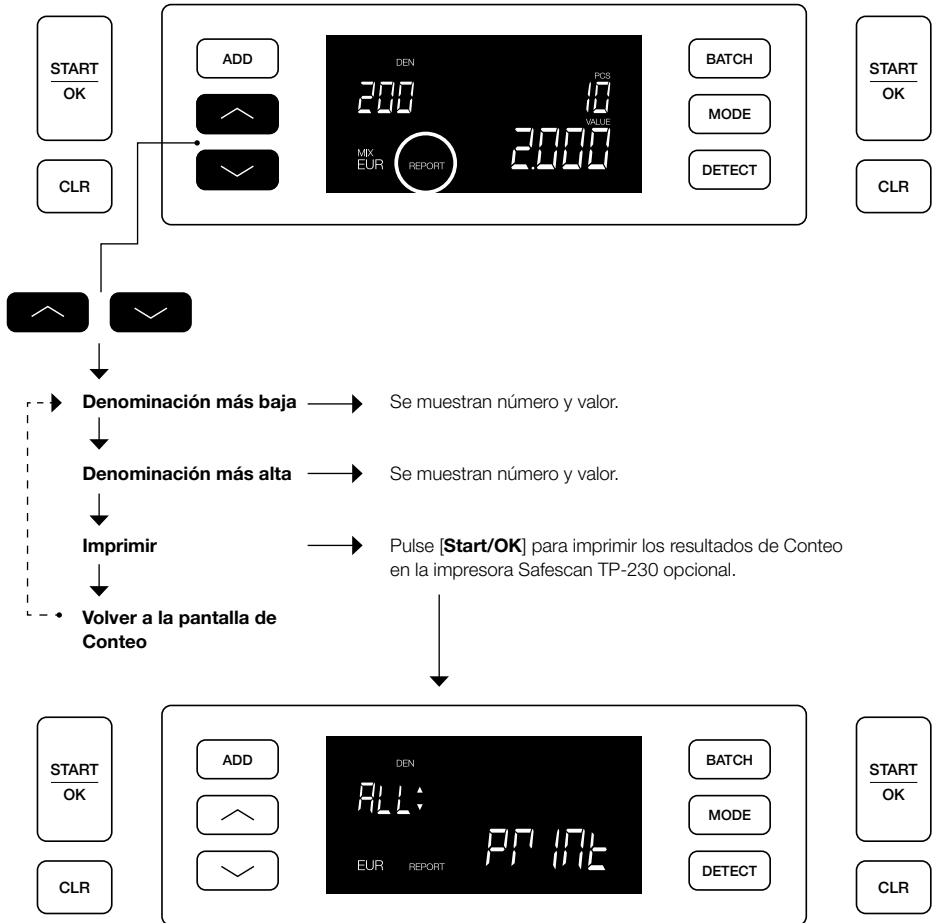 START
OK
CLR
ADD
DEN
200
PCS
10
VALUE
2.000
MIX
EUR
REPORT
BATCH
MODE
DETECT
START
OK
CLR
Denominación más baja
Se muestran número y valor.
Denominación más alta
Se muestran número y valor.
Imprimir
Pulse [Start/OK] para imprimir los resultados de Conteo
en la impresora Safescan TP-230 opcional.
Volver a la pantalla de
Conteo
START
OK
CLR
ADD
DEN
ALL:
PrInt
EUR REPORT
BATCH
MODE
DETECT
START
OK
CLR